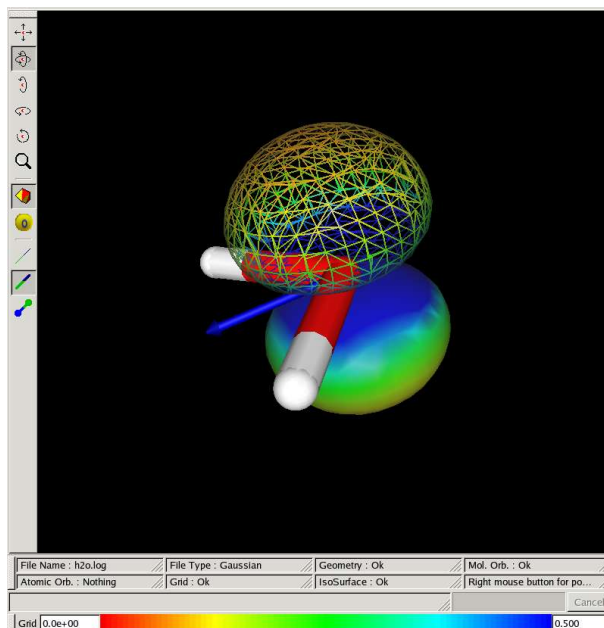 File Name : h2o.log File Type : Gaussian Geometry : Ok Mol. Orb. : Ok
Atomic Orb. : Nothing Grid : Ok IsoSurface : Ok Right mouse button for po...
Cancel
Grid 0.0e+00 0.500